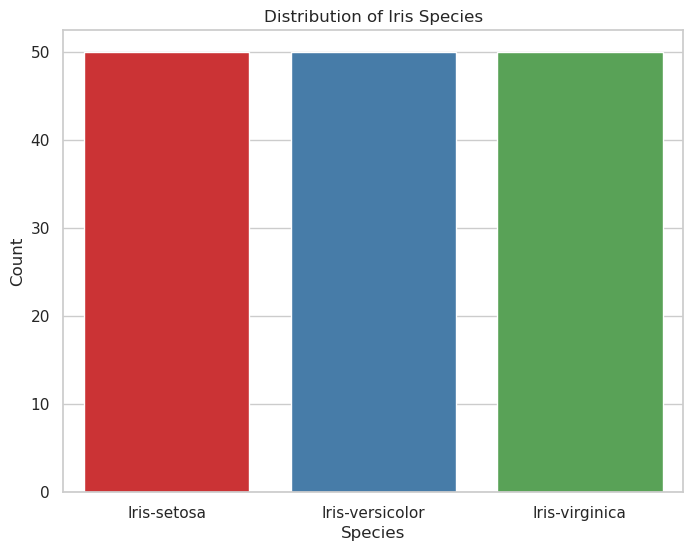 Distribution of Iris Species
50
40
30
20
10
0
Count
Iris-setosa
Iris-versicolor
Iris-virginica
Species